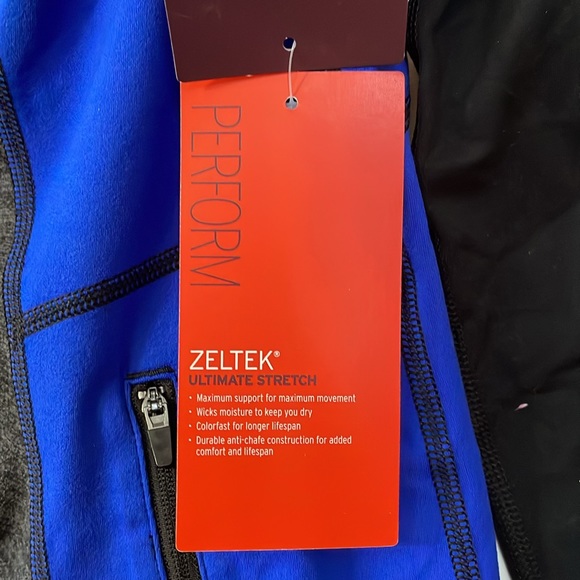 PERFORM
ZELTEK®
ULTIMATE STRETCH
• Maximum support for maximum movement
• Wicks moisture to keep you dry
• Colorfast for longer lifespan
• Durable anti-chafe construction for added
comfort and lifespan